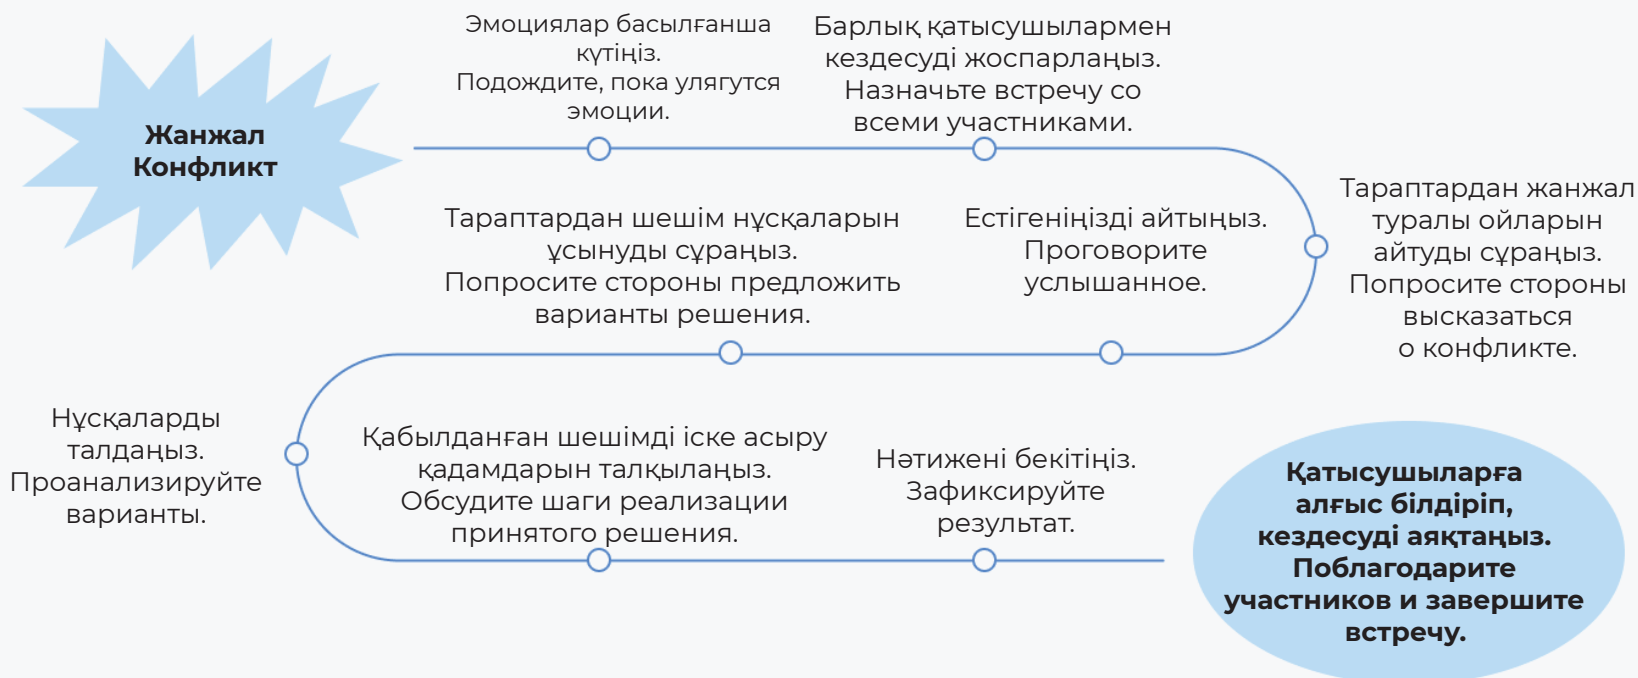 Жанжал
Конфликт
Эмоциялар басылғанша
күтіңіз.
Подождите, пока улягутся
эмоции.
Барлық қатысушылармен
кездесуді жоспарлаңыз.
Назначьте встречу со
всеми участниками.
Тараптардан жанжал
туралы ойларын
айтуды сұраңыз.
Попросите стороны
высказаться
о конфликте.
Естігеніңізді айтыңыз.
Проговорите
услышанное.
Тараптардан шешім нұсқаларын
ұсынуды сұраңыз.
Попросите стороны предложить
варианты решения.
Нұсқаларды
талдаңыз.
Проанализируйте
варианты.
Қабылданған шешімді іске асыру
қадамдарын талқылаңыз.
Обсудите шаги реализации
принятого решения.
Нәтижені бекітіңіз.
Зафиксируйте
результат.
Қатысушыларға
алғыс білдіріп,
кездесуді аяқтаңыз.
Поблагодарите
участников и завершите
встречу.